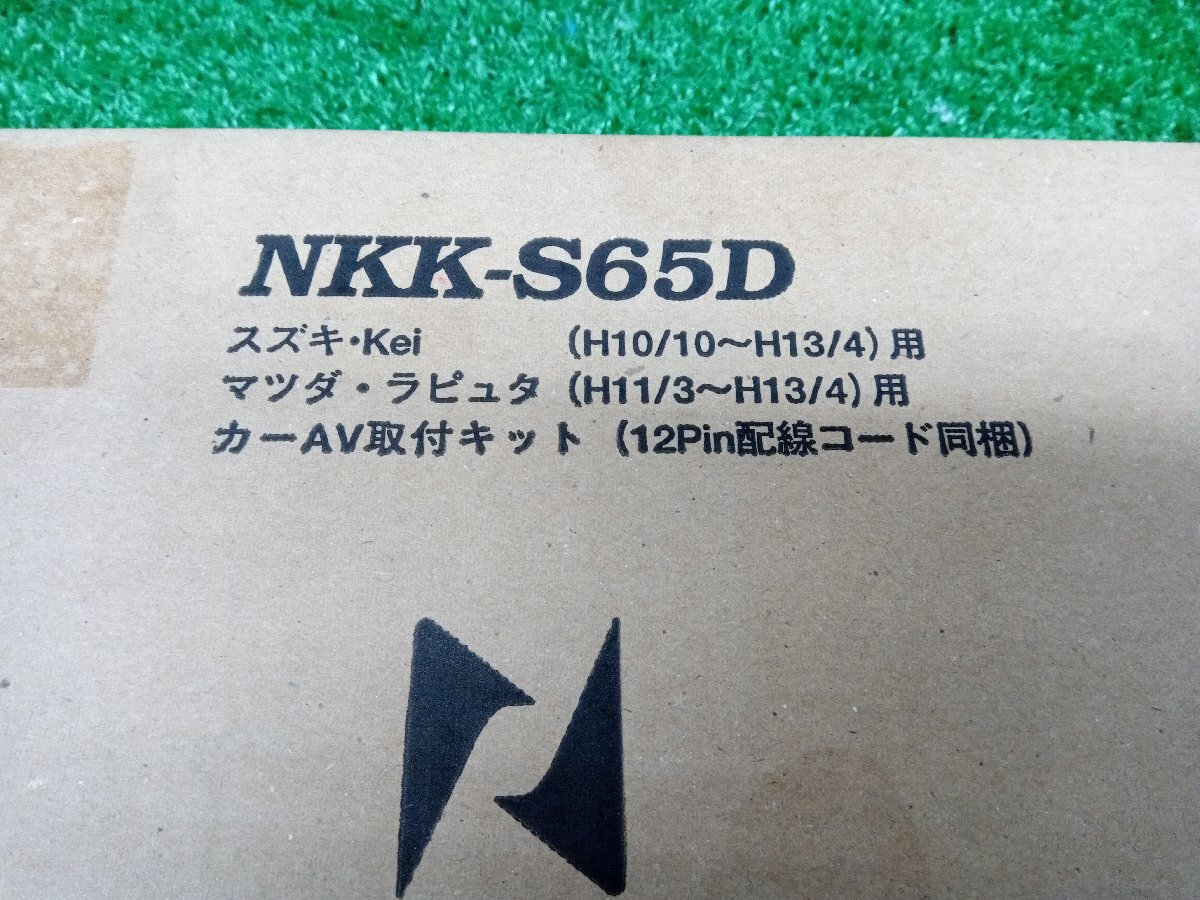 NKK-S65D
スズキ・Kei (H10/10〜H13/4)用
マツダ・ラピュタ (H11/3〜H13/4)用
カーAV取付キット (12Pin配線コード同梱)